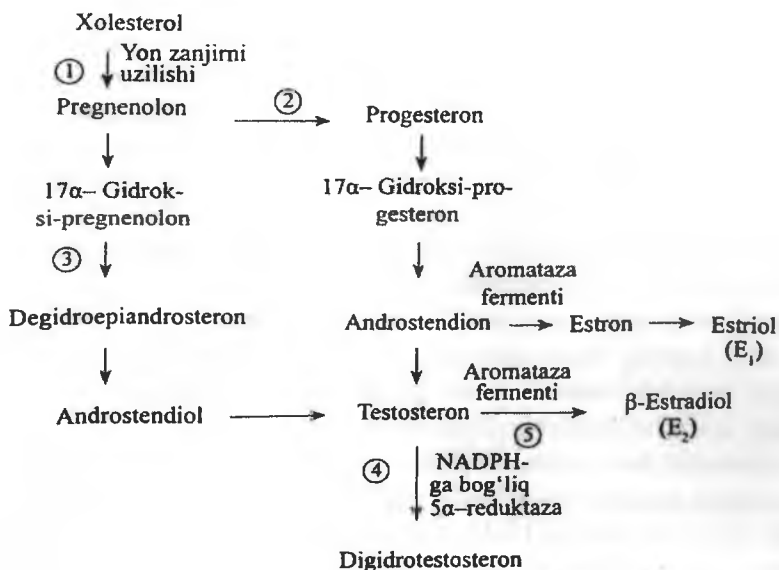 Xolesterol
① Yon zanjirni
uzilishi
Pregnenolon
②
Progesteron
17α– Gidrok-
si-pregnenolon
17α– Gidroksi-pro-
gesteron
③
Aromataza
fermenti
Degidroepiandrosteron
Androstendion
Estron
Estriol
(E₁)
Aromataza
fermenti
Androstendiol
Testosteron
β-Estradiol
(E₂)
⑤
④
NADPH-
ga bog‘liq
5α–reduktaza
Digidrotestosteron